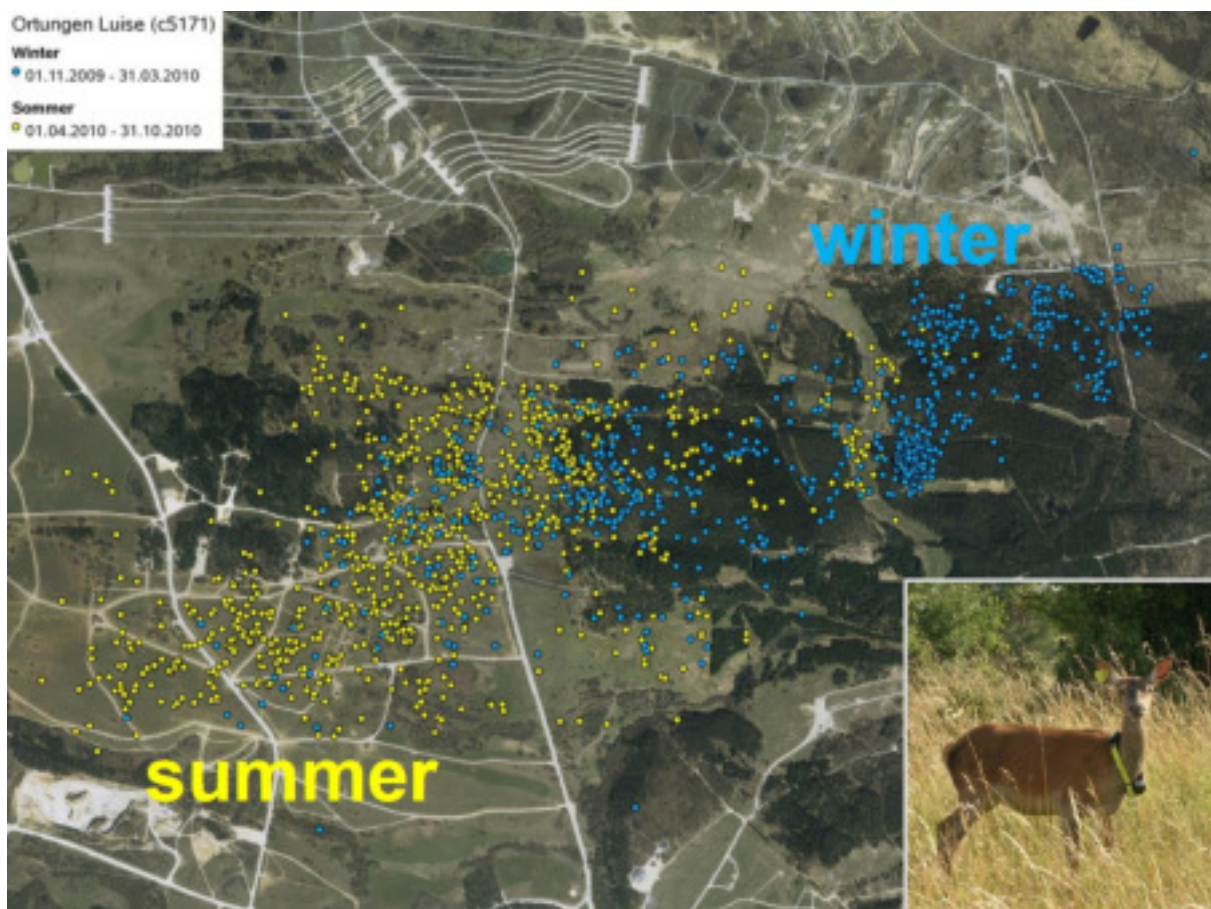 Ortungen Luise (c5171)
Winter
01.11.2009 - 31.03.2010
Sommer
01.04.2010 - 31.10.2010
winter
summer